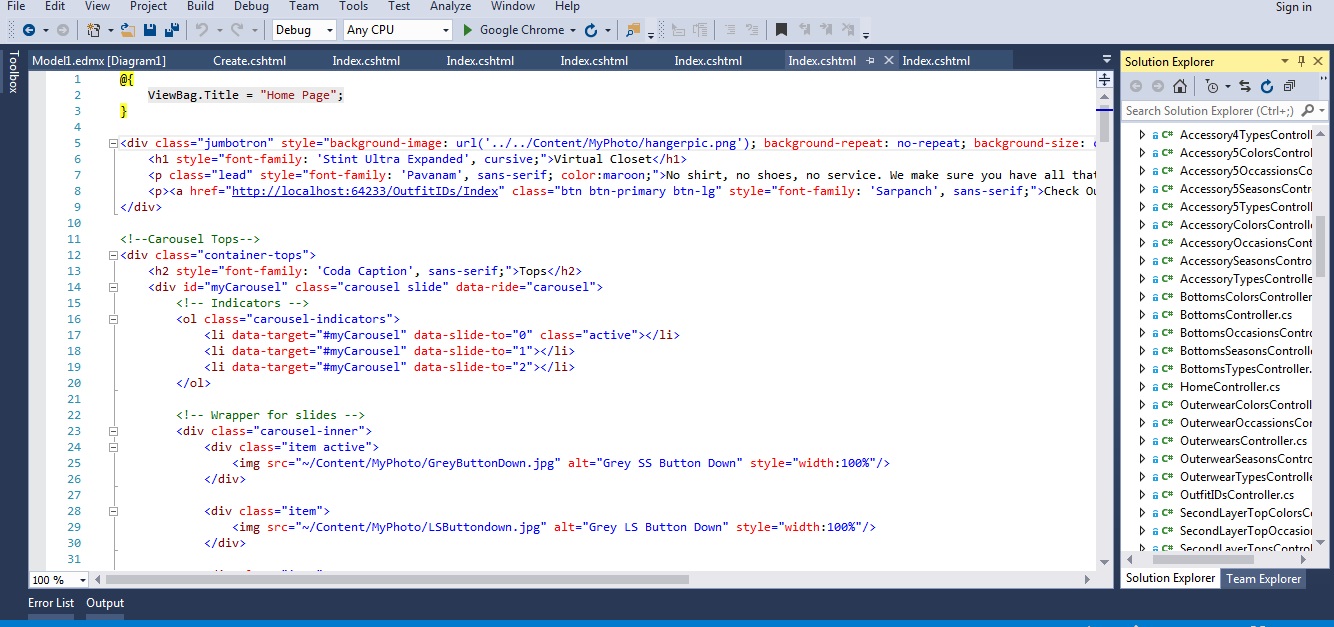 File Edit View Project Build Debug Team Tools Test Analyze Window Help
Sign in
Debug Any CPU Google Chrome
Toolbox
Model1.edmx [Diagram1] Create.cshtml Index.cshtml Index.cshtml Index.cshtml Index.cshtml Index.cshtml Index.cshtml
1 @{
2 ViewBag.Title = "Home Page";
3 }
4
5 <div class="jumbotron" style="background-image: url('../../Content/MyPhoto/hangerpic.png'); background-repeat: no-repeat; background-size: c
6 <h1 style="font-family: 'Stint Ultra Expanded', cursive;">Virtual Closet</h1>
7 <p class="lead" style="font-family: 'Pavanam', sans-serif; color:maroon;">No shirt, no shoes, no service. We make sure you have all that
8 <p><a href="http://localhost:64233/OutfitIDs/Index" class="btn btn-primary btn-lg" style="font-family: 'Sarpanch', sans-serif;">Check Ou
9 </div>
10
11 <!--Carousel Tops-->
12 <div class="container-tops">
13 <h2 style="font-family: 'Coda Caption', sans-serif;">Tops</h2>
14 <div id="myCarousel" class="carousel slide" data-ride="carousel">
15 <!-- Indicators -->
16 <ol class="carousel-indicators">
17 <li data-target="#myCarousel" data-slide-to="0" class="active"></li>
18 <li data-target="#myCarousel" data-slide-to="1"></li>
19 <li data-target="#myCarousel" data-slide-to="2"></li>
20 </ol>
21
22 <!-- Wrapper for slides -->
23 <div class="carousel-inner">
24 <div class="item active">
25 <img src="~/Content/MyPhoto/GreyButtonDown.jpg" alt="Grey SS Button Down" style="width:100%"/>
26 </div>
27
28 <div class="item">
29 <img src="~/Content/MyPhoto/LSButtondown.jpg" alt="Grey LS Button Down" style="width:100%"/>
30 </div>
31
100 %
Solution Explorer
Search Solution Explorer (Ctrl+;)
C# Accessory4TypesControll
C# Accessory5ColorsControl
C# Accessory5OccassionsCo
C# Accessory5SeasonsContr
C# Accessory5TypesControll
C# AccessoryColorsControlle
C# AccessoryOccasionsCont
C# AccessorySeasonsContro
C# AccessoryTypesControlle
C# BottomsColorsController
C# BottomsController.cs
C# BottomsOccasionsContro
C# BottomsSeasonsControll
C# BottomsTypesController.
C# HomeController.cs
C# OuterwearColorsControll
C# OuterwearOccassionsCor
C# OuterwearsController.cs
C# OuterwearSeasonsContro
C# OuterwearTypesControlle
C# OutfitIDsController.cs
C# SecondLayerTopColorsCo
C# SecondLayerTopOccasion
C# SecondLayerTopsControl
Solution Explorer Team Explorer
Error List Output